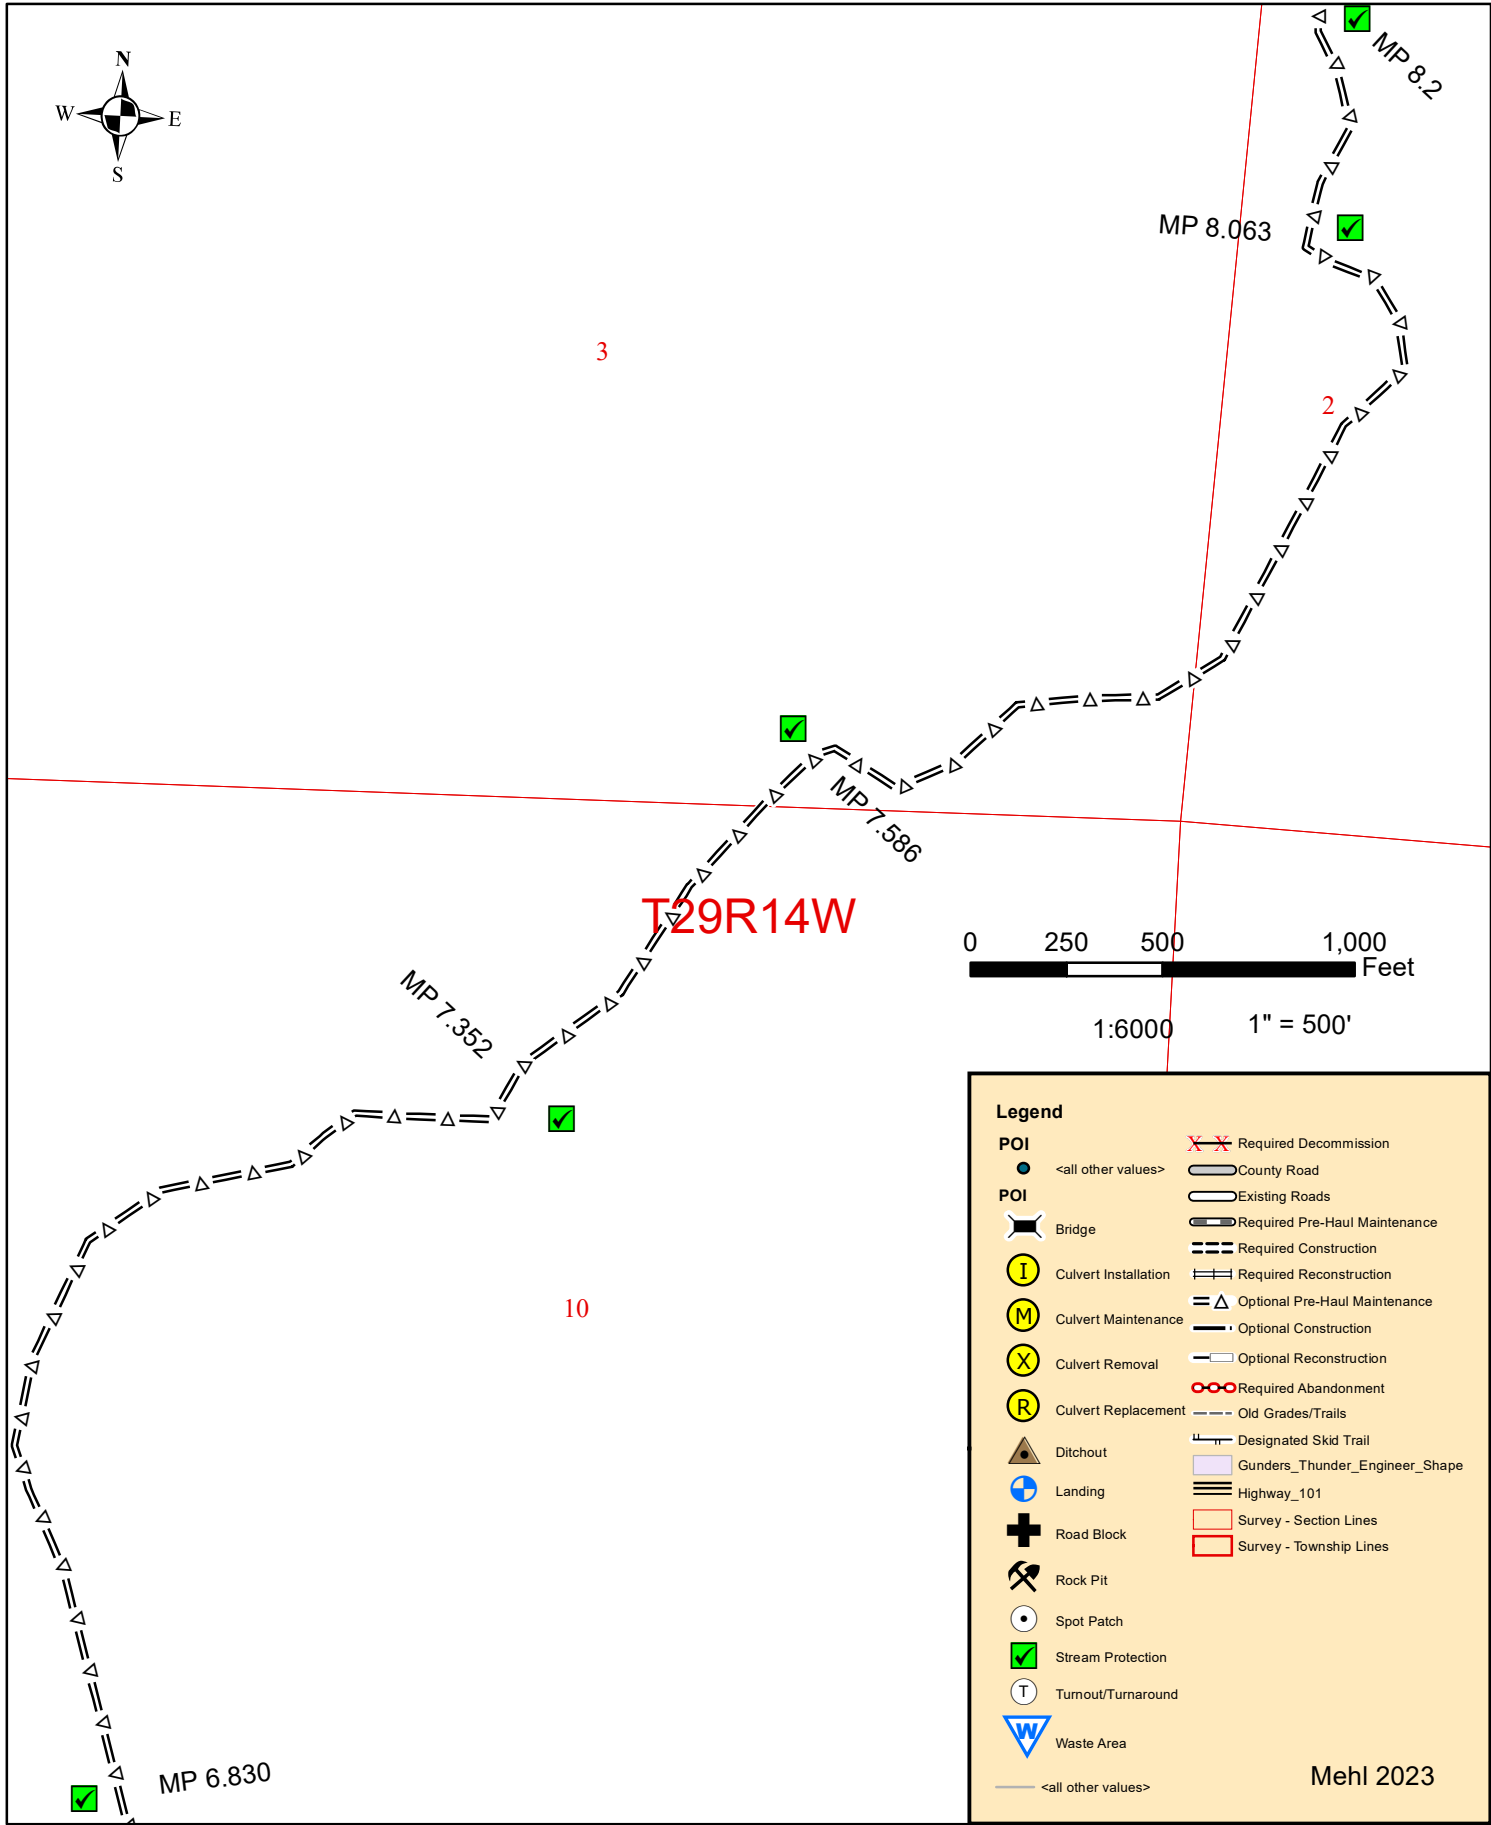 N
W
E
S
MP 8.2
MP 8.063
3
2
MP 7.586
T29R14W
0 250 500 1,000
Feet
1:6000 1" = 500'
MP 7.352
10
MP 6.830
Legend
POI
<all other values>
POI
Bridge
I Culvert Installation
M Culvert Maintenance
X Culvert Removal
R Culvert Replacement
Ditchout
Landing
Road Block
Rock Pit
Spot Patch
Stream Protection
T Turnout/Turnaround
W Waste Area
<all other values>
X X Required Decommission
County Road
Existing Roads
Required Pre-Haul Maintenance
Required Construction
Required Reconstruction
Optional Pre-Haul Maintenance
Optional Construction
Optional Reconstruction
Required Abandonment
Old Grades/Trails
Designated Skid Trail
Gunders_Thunder_Engineer_Shape
Highway_101
Survey - Section Lines
Survey - Township Lines
Mehl 2023